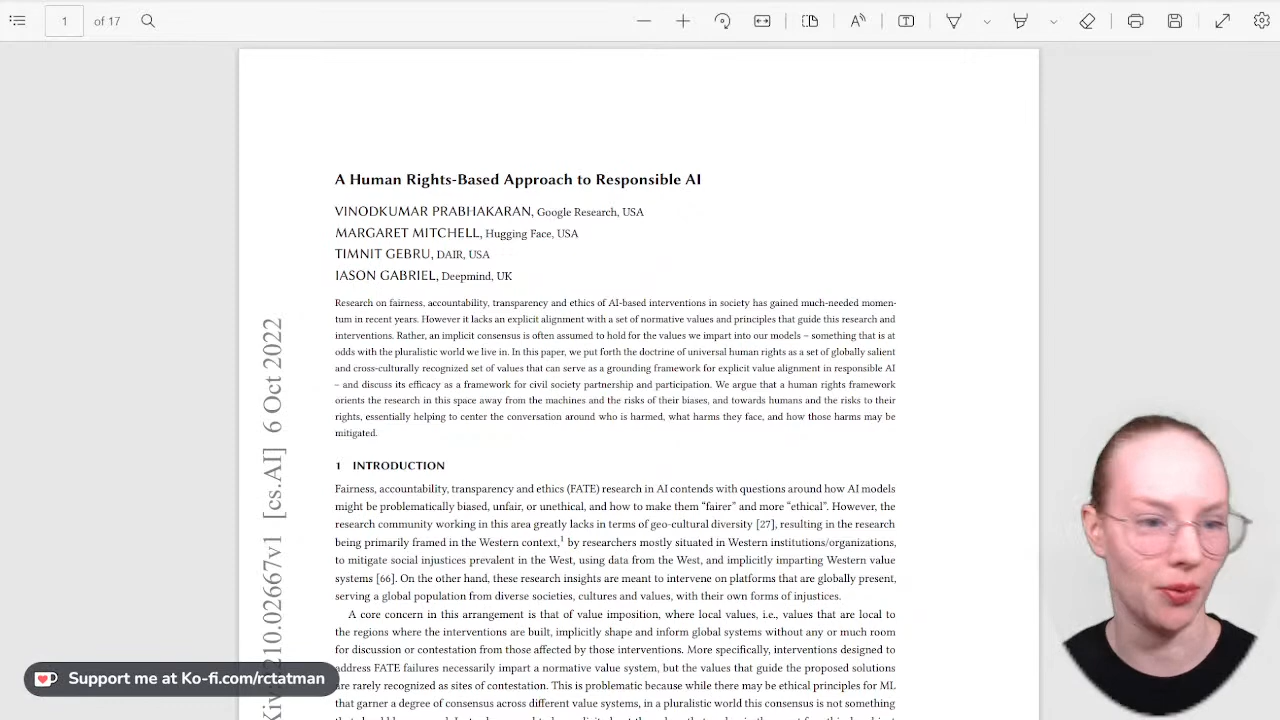 1 of 17
A Human Rights-Based Approach to Responsible AI
VINODKUMAR PRABHAKARAN, Google Research, USA
MARGARET MITCHELL, Hugging Face, USA
TIMNIT GEBRU, DAIR, USA
IASON GABRIEL, Deepmind, UK
Research on fairness, accountability, transparency and ethics of AI-based interventions in society has gained much-needed momen-
tum in recent years. However it lacks an explicit alignment with a set of normative values and principles that guide this research and
interventions. Rather, an implicit consensus is often assumed to hold for the values we impart into our models – something that is at
odds with the pluralistic world we live in. In this paper, we put forth the doctrine of universal human rights as a set of globally salient
and cross-culturally recognized set of values that can serve as a grounding framework for explicit value alignment in responsible AI
– and discuss its efficacy as a framework for civil society partnership and participation. We argue that a human rights framework
orients the research in this space away from the machines and the risks of their biases, and towards humans and the risks to their
rights, essentially helping to center the conversation around who is harmed, what harms they face, and how those harms may be
mitigated.
1 INTRODUCTION
Fairness, accountability, transparency and ethics (FATE) research in AI contends with questions around how AI models
might be problematically biased, unfair, or unethical, and how to make them “fairer” and more “ethical”. However, the
research community working in this area greatly lacks in terms of geo-cultural diversity [27], resulting in the research
being primarily framed in the Western context,1 by researchers mostly situated in Western institutions/organizations,
to mitigate social injustices prevalent in the West, using data from the West, and implicitly imparting Western value
systems [66]. On the other hand, these research insights are meant to intervene on platforms that are globally present,
serving a global population from diverse societies, cultures and values, with their own forms of injustices.
A core concern in this arrangement is that of value imposition, where local values, i.e., values that are local to
the regions where the interventions are built, implicitly shape and inform global systems without any or much room
for discussion or contestation from those affected by those interventions. More specifically, interventions designed to
address FATE failures necessarily impart a normative value system, but the values that guide the proposed solutions
are rarely recognized as sites of contestation. This is problematic because while there may be ethical principles for ML
that garner a degree of consensus across different value systems, in a pluralistic world this consensus is not something
Xiv:2210.02667v1 [cs.AI] 6 Oct 2022
Support me at Ko-fi.com/rctatman